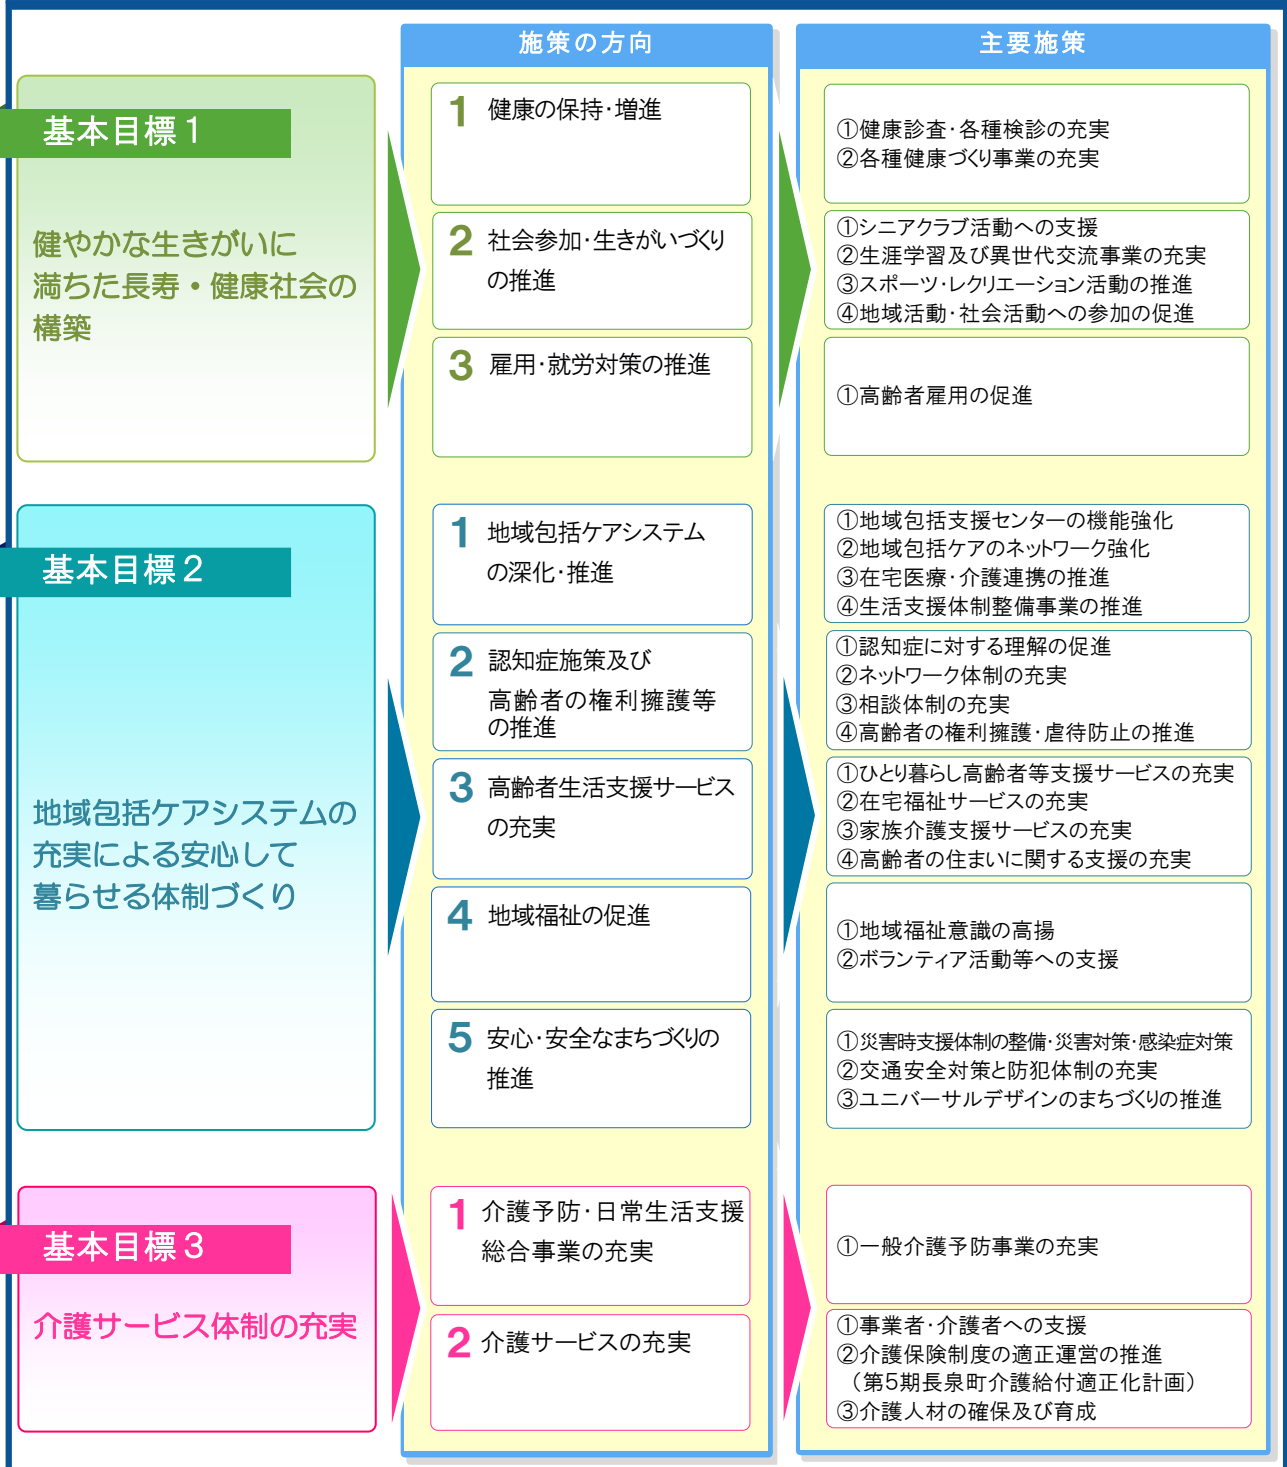 施策の方向
主要施策
基本目標1
健やかな生きがいに
満ちた長寿・健康社会の
構築
1 健康の保持・増進
①健康診査・各種検診の充実
②各種健康づくり事業の充実
2 社会参加・生きがいづくり
の推進
①シニアクラブ活動への支援
②生涯学習及び異世代交流事業の充実
③スポーツ・レクリエーション活動の推進
④地域活動・社会活動への参加の促進
3 雇用・就労対策の推進
①高齢者雇用の促進
基本目標2
地域包括ケアシステムの
充実による安心して
暮らせる体制づくり
1 地域包括ケアシステム
の深化・推進
①地域包括支援センターの機能強化
②地域包括ケアのネットワーク強化
③在宅医療・介護連携の推進
④生活支援体制整備事業の推進
2 認知症施策及び
高齢者の権利擁護等
の推進
①認知症に対する理解の促進
②ネットワーク体制の充実
③相談体制の充実
④高齢者の権利擁護・虐待防止の推進
3 高齢者生活支援サービス
の充実
①ひとり暮らし高齢者等支援サービスの充実
②在宅福祉サービスの充実
③家族介護支援サービスの充実
④高齢者の住まいに関する支援の充実
4 地域福祉の促進
①地域福祉意識の高揚
②ボランティア活動等への支援
5 安心・安全なまちづくりの
推進
①災害時支援体制の整備・災害対策・感染症対策
②交通安全対策と防犯体制の充実
③ユニバーサルデザインのまちづくりの推進
基本目標3
介護サービス体制の充実
1 介護予防・日常生活支援
総合事業の充実
①一般介護予防事業の充実
2 介護サービスの充実
①事業者・介護者への支援
②介護保険制度の適正運営の推進
（第5期長泉町介護給付適正化計画）
③介護人材の確保及び育成